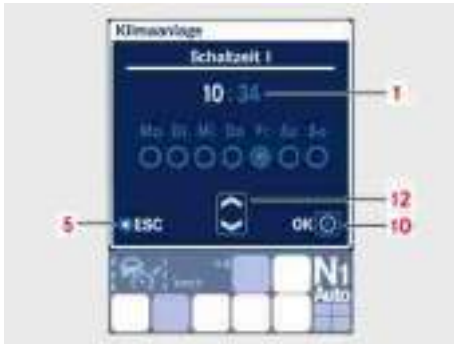 Klimaanlage
Schaltzeit 1
10:34
1
Mo Di Mi Do Fr Sa So
12
5
ESC
OK
10
N1
Auto